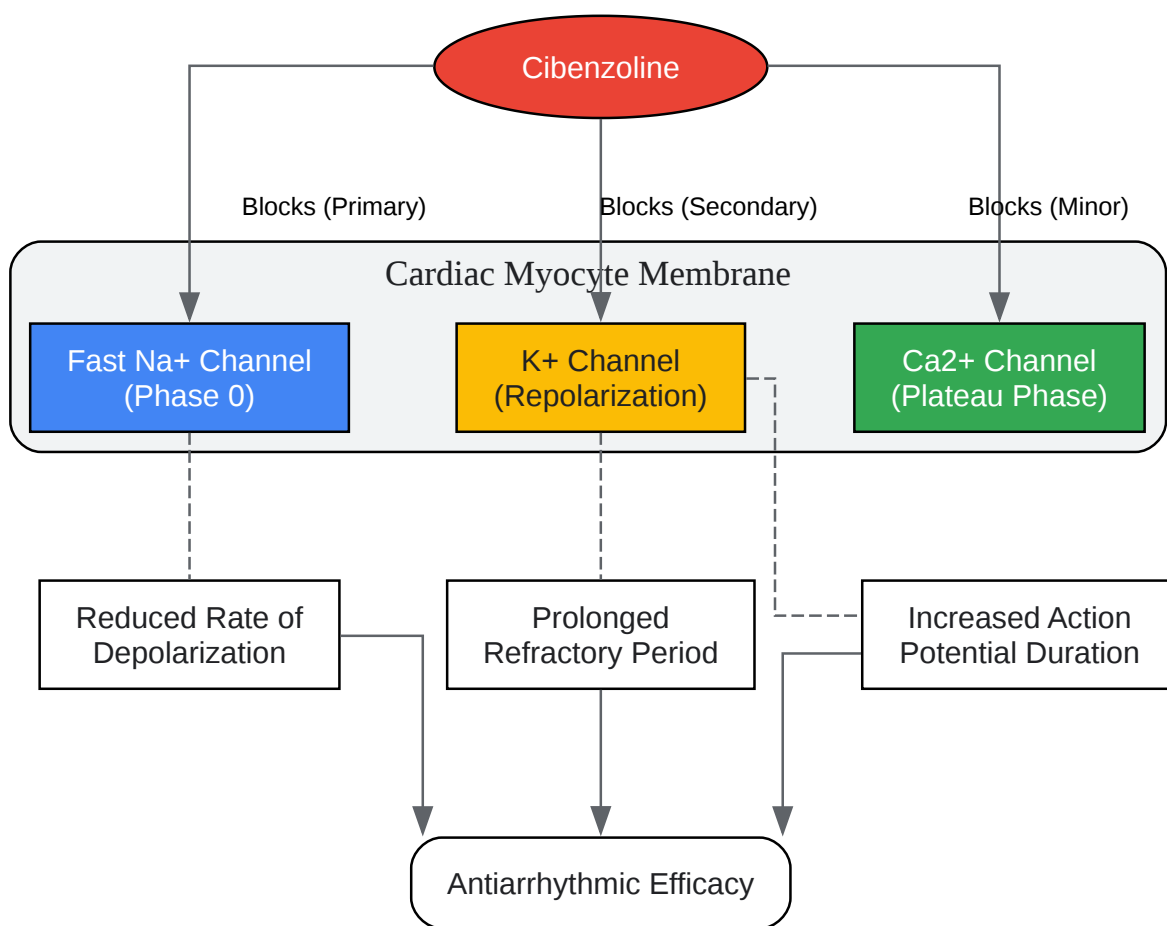 Cibenzoline
Blocks (Primary)
Blocks (Secondary)
Blocks (Minor)
Cardiac Myocyte Membrane
Fast Na+ Channel
(Phase 0)
K+ Channel
(Repolarization)
Ca2+ Channel
(Plateau Phase)
Reduced Rate of
Depolarization
Prolonged
Refractory Period
Increased Action
Potential Duration
Antiarrhythmic Efficacy